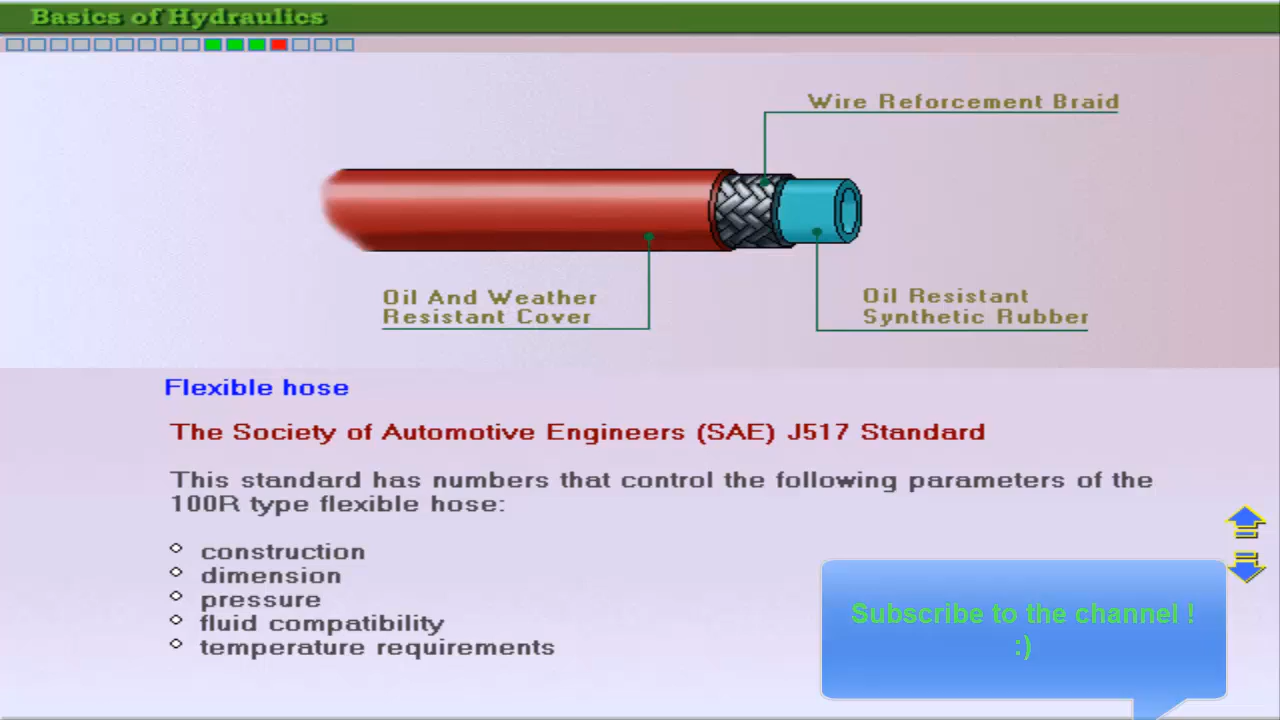 Basics of Hydraulics
Wire Reforcement Braid
Oil And Weather
Resistant Cover
Oil Resistant
Synthetic Rubber
Flexible hose
The Society of Automotive Engineers (SAE) J517 Standard
This standard has numbers that control the following parameters of the
100R type flexible hose:
construction
dimension
pressure
fluid compatibility
temperature requirements
Subscribe to the channel !
:)